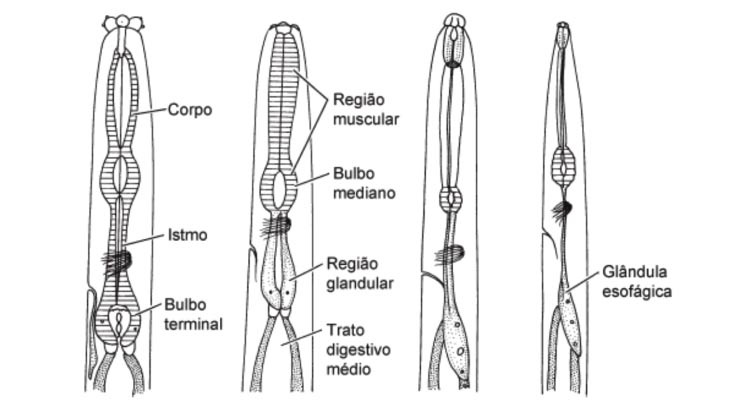 Corpo
Istmo
Bulbo
terminal
Região
muscular
Bulbo
mediano
Região
glandular
Trato
digestivo
médio
Glândula
esofágica